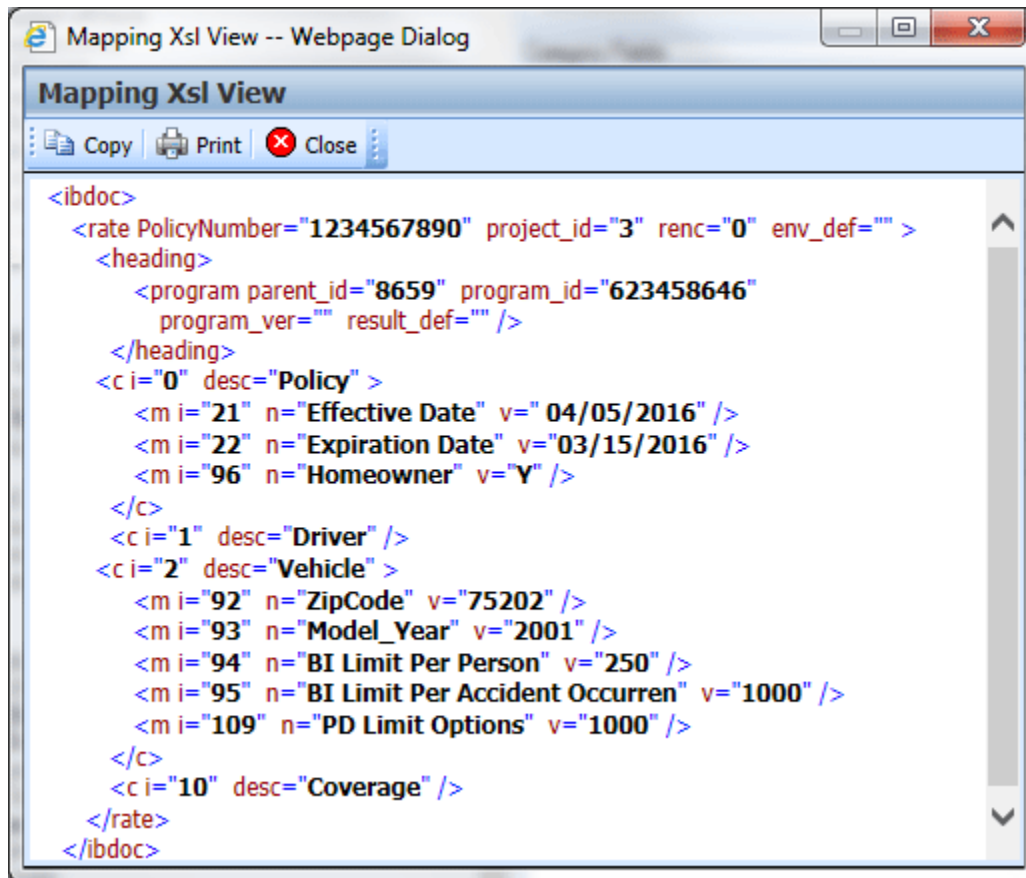 Mapping Xsl View -- Webpage Dialog
Mapping Xsl View
Copy Print Close
<ibdoc>
<rate PolicyNumber="1234567890" project_id="3" renc="0" env_def="" >
<heading>
<program parent_id="8659" program_id="623458646"
program_ver="" result_def="" />
</heading>
<c i="0" desc="Policy" >
<m i="21" n="Effective Date" v=" 04/05/2016" />
<m i="22" n="Expiration Date" v="03/15/2016" />
<m i="96" n="Homeowner" v="Y" />
</c>
<c i="1" desc="Driver" />
<c i="2" desc="Vehicle" >
<m i="92" n="ZipCode" v="75202" />
<m i="93" n="Model_Year" v="2001" />
<m i="94" n="BI Limit Per Person" v="250" />
<m i="95" n="BI Limit Per Accident Occurren" v="1000" />
<m i="109" n="PD Limit Options" v="1000" />
</c>
<c i="10" desc="Coverage" />
</rate>
</ibdoc>